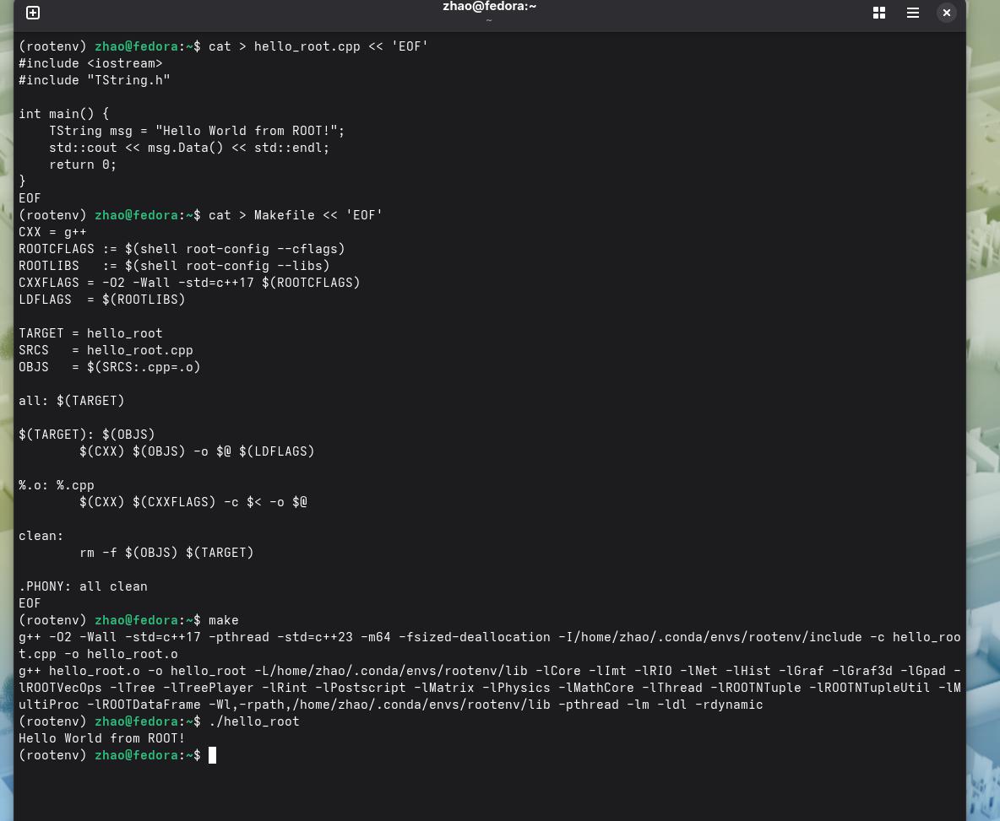 zhao@fedora:~
~
(rootenv) zhao@fedora:~$ cat > hello_root.cpp << 'EOF'
#include <iostream>
#include "TString.h"

int main() {
    TString msg = "Hello World from ROOT!";
    std::cout << msg.Data() << std::endl;
    return 0;
}
EOF
(rootenv) zhao@fedora:~$ cat > Makefile << 'EOF'
CXX = g++
ROOTCFLAGS := $(shell root-config --cflags)
ROOTLIBS   := $(shell root-config --libs)
CXXFLAGS = -O2 -Wall -std=c++17 $(ROOTCFLAGS)
LDFLAGS  = $(ROOTLIBS)

TARGET = hello_root
SRCS   = hello_root.cpp
OBJS   = $(SRCS:.cpp=.o)

all: $(TARGET)

$(TARGET): $(OBJS)
        $(CXX) $(OBJS) -o $@ $(LDFLAGS)

%.o: %.cpp
        $(CXX) $(CXXFLAGS) -c $< -o $@

clean:
        rm -f $(OBJS) $(TARGET)

.PHONY: all clean
EOF
(rootenv) zhao@fedora:~$ make
g++ -O2 -Wall -std=c++17 -pthread -std=c++23 -m64 -fsized-deallocation -I/home/zhao/.conda/envs/rootenv/include -c hello_roo
t.cpp -o hello_root.o
g++ hello_root.o -o hello_root -L/home/zhao/.conda/envs/rootenv/lib -lCore -lImt -lRIO -lNet -lHist -lGraf -lGraf3d -lGpad -
lROOTVecOps -lTree -lTreePlayer -lRint -lPostscript -lMatrix -lPhysics -lMathCore -lThread -lROOTNTuple -lROOTNTupleUtil -lM
ultiProc -lROOTDataFrame -Wl,-rpath,/home/zhao/.conda/envs/rootenv/lib -pthread -lm -ldl -rdynamic
(rootenv) zhao@fedora:~$ ./hello_root
Hello World from ROOT!
(rootenv) zhao@fedora:~$